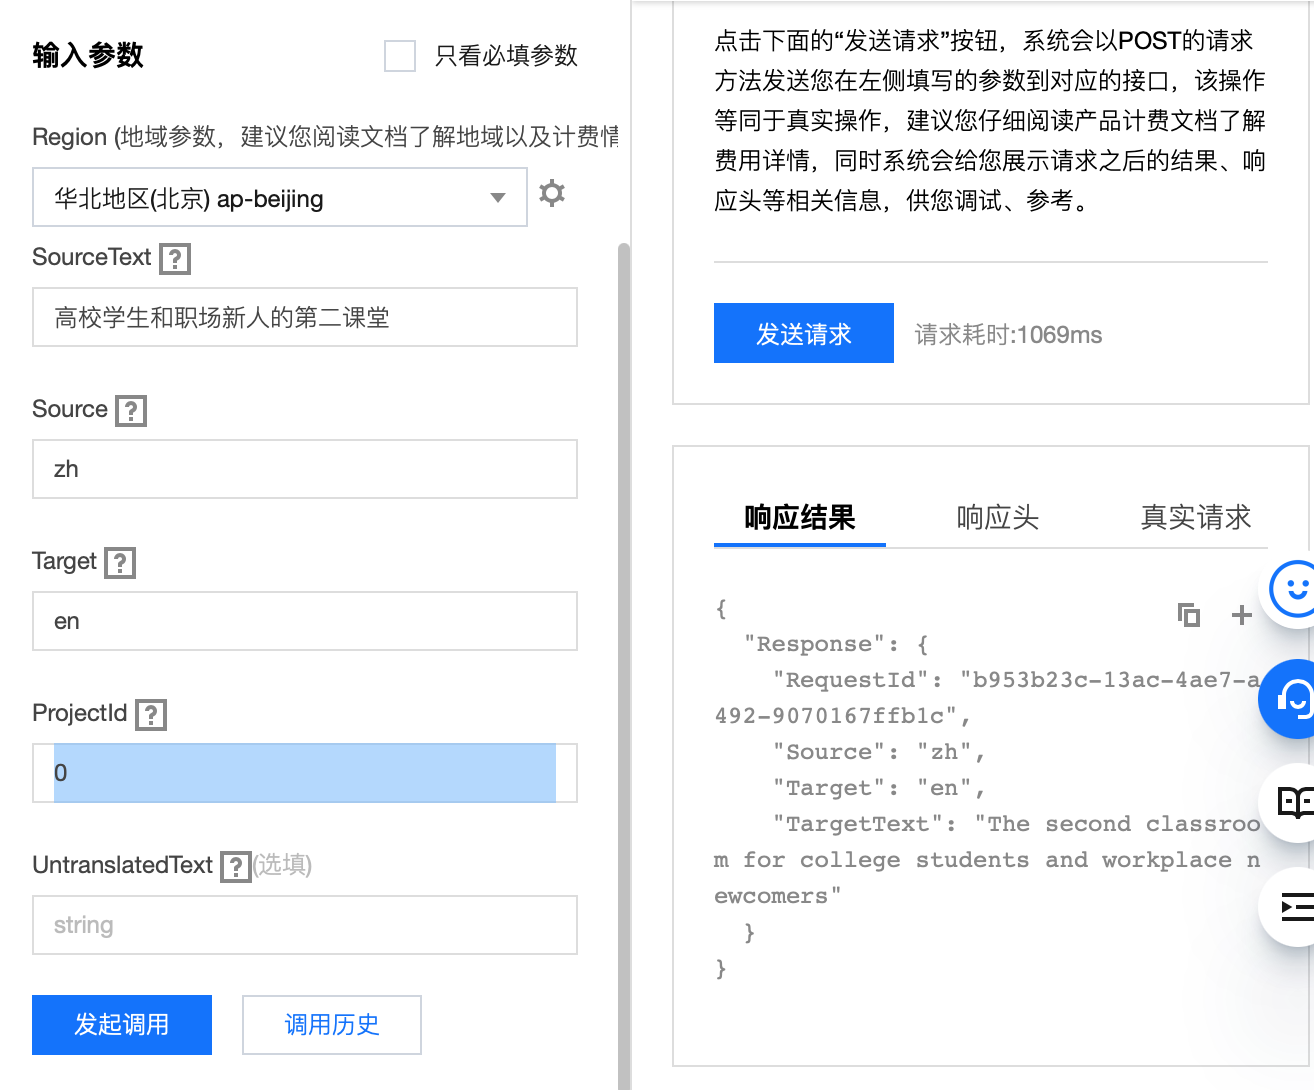 输入参数
只看必填参数
Region (地域参数，建议您阅读文档了解地域以及计费情
华北地区(北京) ap-beijing
SourceText ?
高校学生和职场新人的第二课堂
Source ?
zh
Target ?
en
ProjectId ?
0
UntranslatedText ?(选填)
string
发起调用
调用历史
点击下面的“发送请求”按钮，系统会以POST的请求
方法发送您在左侧填写的参数到对应的接口，该操作
等同于真实操作，建议您仔细阅读产品计费文档了解
费用详情，同时系统会给您展示请求之后的结果、响
应头等相关信息，供您调试、参考。
发送请求
请求耗时:1069ms
响应结果
响应头
真实请求
{
"Response": {
"RequestId": "b953b23c-13ac-4ae7-a
492-9070167ffb1c",
"Source": "zh",
"Target": "en",
"TargetText": "The second classroo
m for college students and workplace n
ewcomers"
}
}